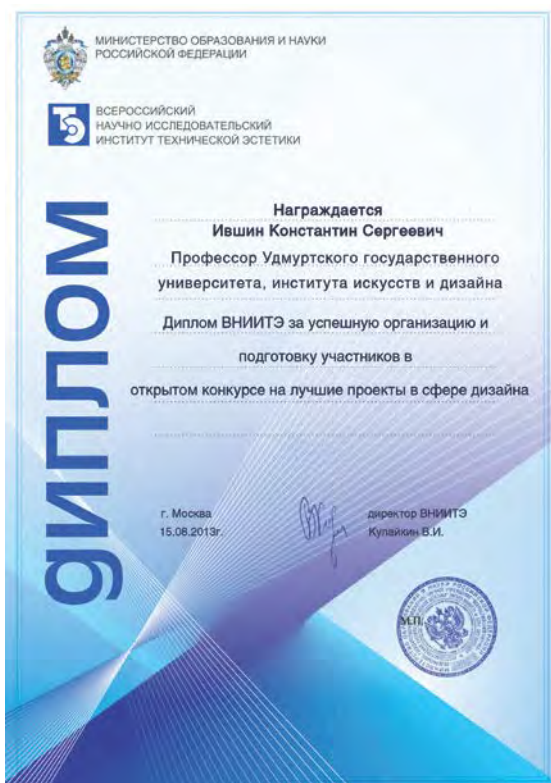 МИНИСТЕРСТВО ОБРАЗОВАНИЯ И НАУКИ
РОССИЙСКОЙ ФЕДЕРАЦИИ
ВСЕРОССИЙСКИЙ
НАУЧНО ИССЛЕДОВАТЕЛЬСКИЙ
ИНСТИТУТ ТЕХНИЧЕСКОЙ ЭСТЕТИКИ
ДИПЛОМ
Награждается
Ившин Константин Сергеевич
Профессор Удмуртского государственного
университета, института искусств и дизайна
Диплом ВНИИТЭ за успешную организацию и
подготовку участников в
открытом конкурсе на лучшие проекты в сфере дизайна
г. Москва
15.08.2013г.
директор ВНИИТЭ
Кулайкин В.И.
М.П.